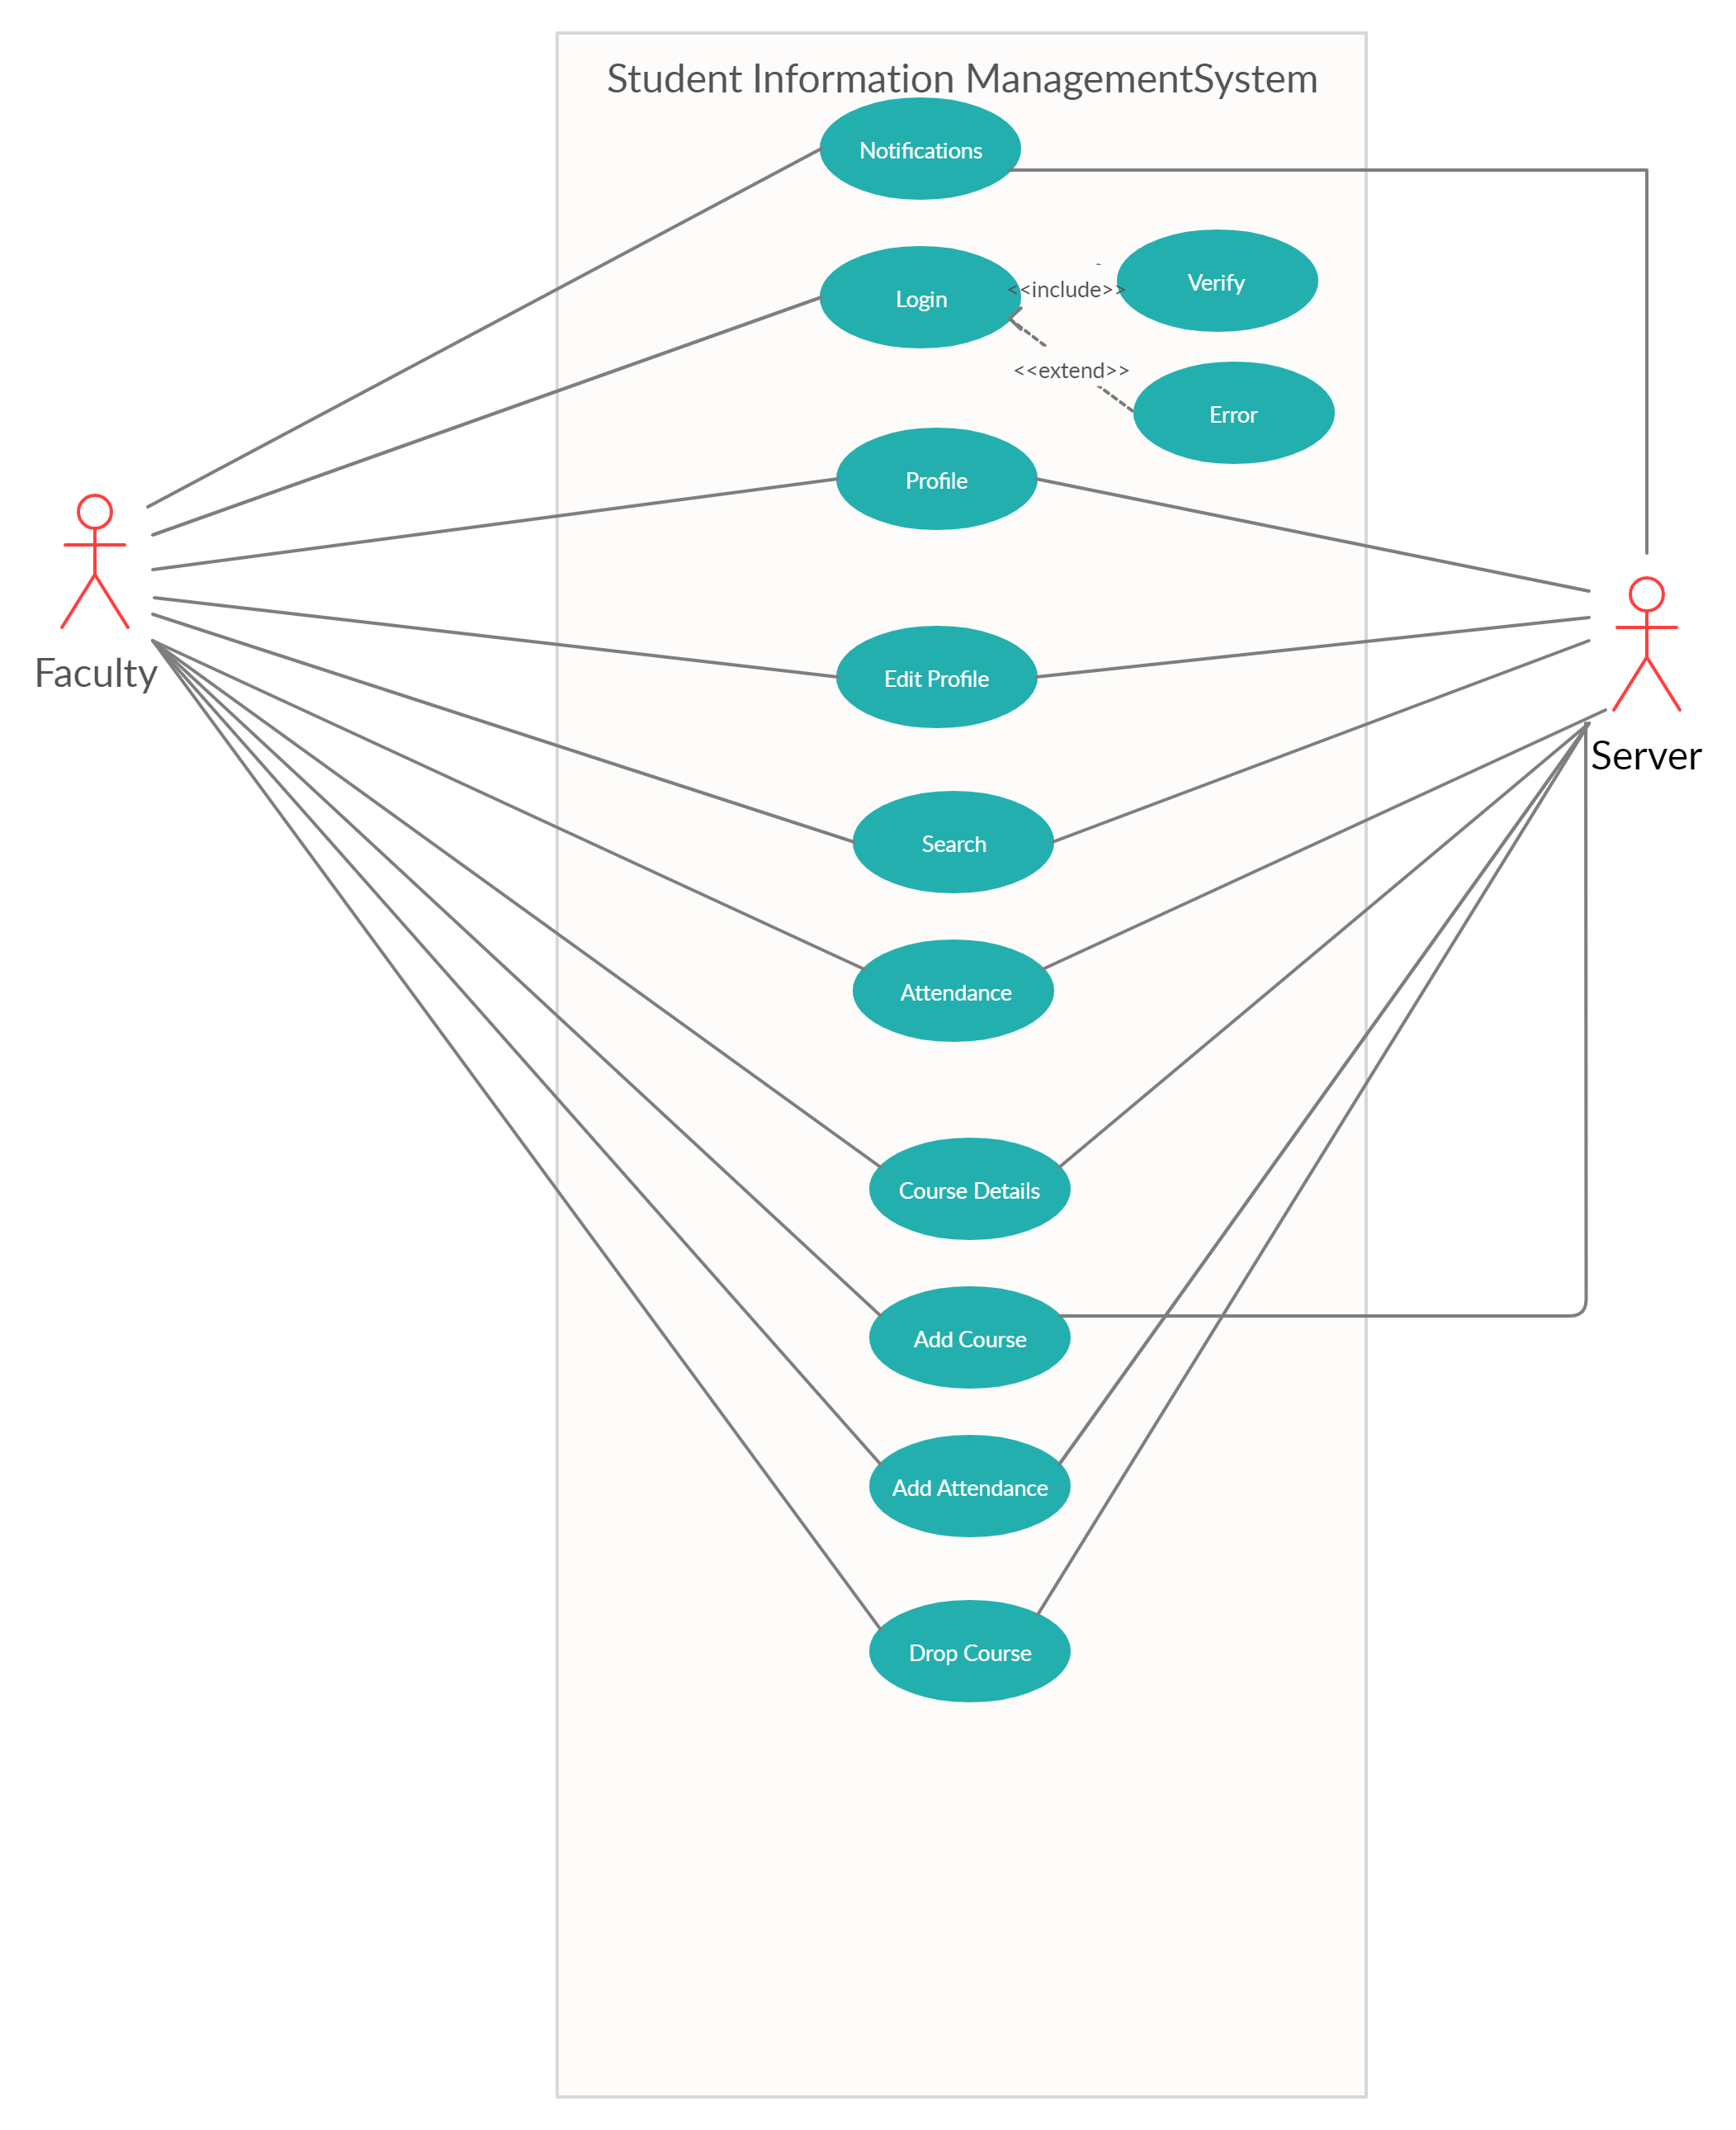 Student Information ManagementSystem
Notifications
Verify
<<include>>
Login
<<extend>>
Error
Profile
Faculty
Edit Profile
Server
Search
Attendance
Course Details
Add Course
Add Attendance
Drop Course